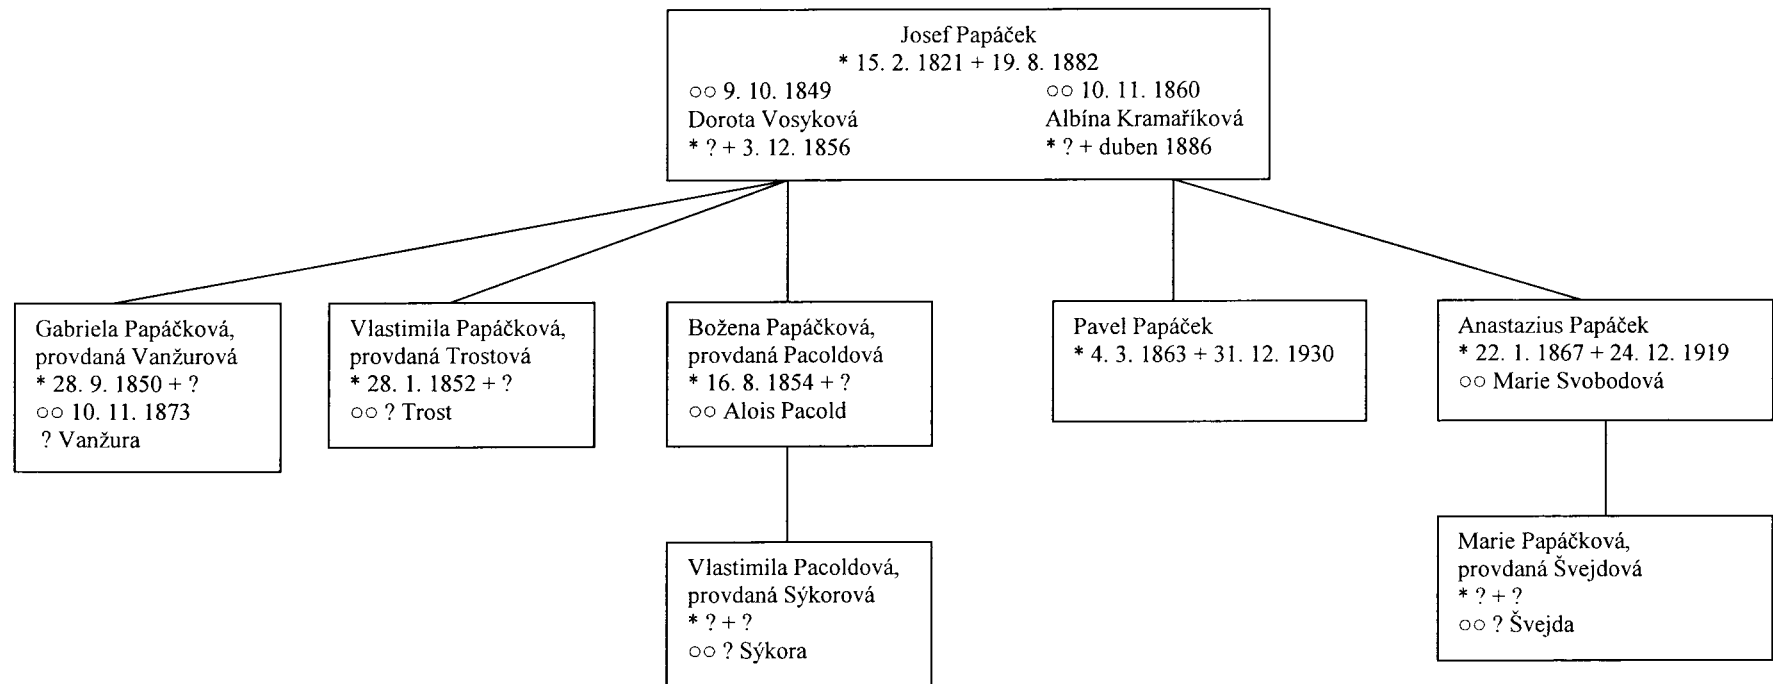 Josef Papáček
* 15. 2. 1821 + 19. 8. 1882
○○ 9. 10. 1849
Dorota Vosyková
* ? + 3. 12. 1856
○○ 10. 11. 1860
Albína Kramaříková
* ? + duben 1886
Gabriela Papáčková,
provdaná Vanžurová
* 28. 9. 1850 + ?
○○ 10. 11. 1873
? Vanžura
Vlastimila Papáčková,
provdaná Trostová
* 28. 1. 1852 + ?
○○ ? Trost
Božena Papáčková,
provdaná Pacoldová
* 16. 8. 1854 + ?
○○ Alois Pacold
Pavel Papáček
* 4. 3. 1863 + 31. 12. 1930
Anastazius Papáček
* 22. 1. 1867 + 24. 12. 1919
○○ Marie Svobodová
Vlastimila Pacoldová,
provdaná Sýkorová
* ? + ?
○○ ? Sýkora
Marie Papáčková,
provdaná Švejdová
* ? + ?
○○ ? Švejda